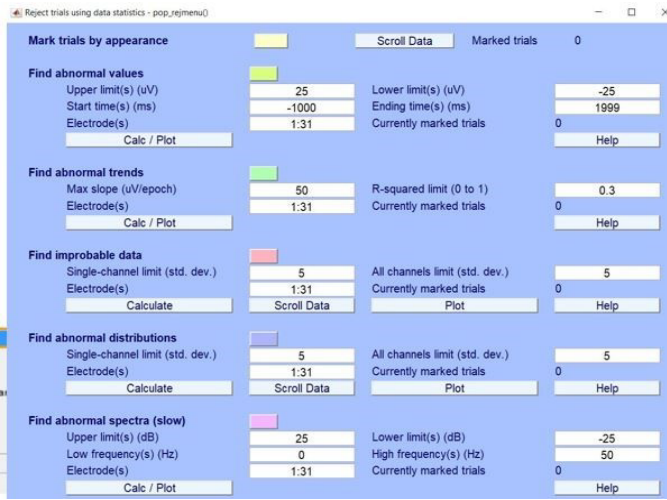 Reject trials using data statistics - pop_rejmenu()
Mark trials by appearance Scroll Data Marked trials 0
Find abnormal values
Upper limit(s) (uV) 25 Lower limit(s) (uV) -25
Start time(s) (ms) -1000 Ending time(s) (ms) 1999
Electrode(s) 1:31 Currently marked trials 0
Calc / Plot Help
Find abnormal trends
Max slope (uV/epoch) 50 R-squared limit (0 to 1) 0.3
Electrode(s) 1:31 Currently marked trials 0
Calc / Plot Help
Find improbable data
Single-channel limit (std. dev.) 5 All channels limit (std. dev.) 5
Electrode(s) 1:31 Currently marked trials 0
Calculate Scroll Data Plot Help
Find abnormal distributions
Single-channel limit (std. dev.) 5 All channels limit (std. dev.) 5
Electrode(s) 1:31 Currently marked trials 0
Calculate Scroll Data Plot Help
Find abnormal spectra (slow)
Upper limit(s) (dB) 25 Lower limit(s) (dB) -25
Low frequency(s) (Hz) 0 High frequency(s) (Hz) 50
Electrode(s) 1:31 Currently marked trials 0
Calc / Plot Help